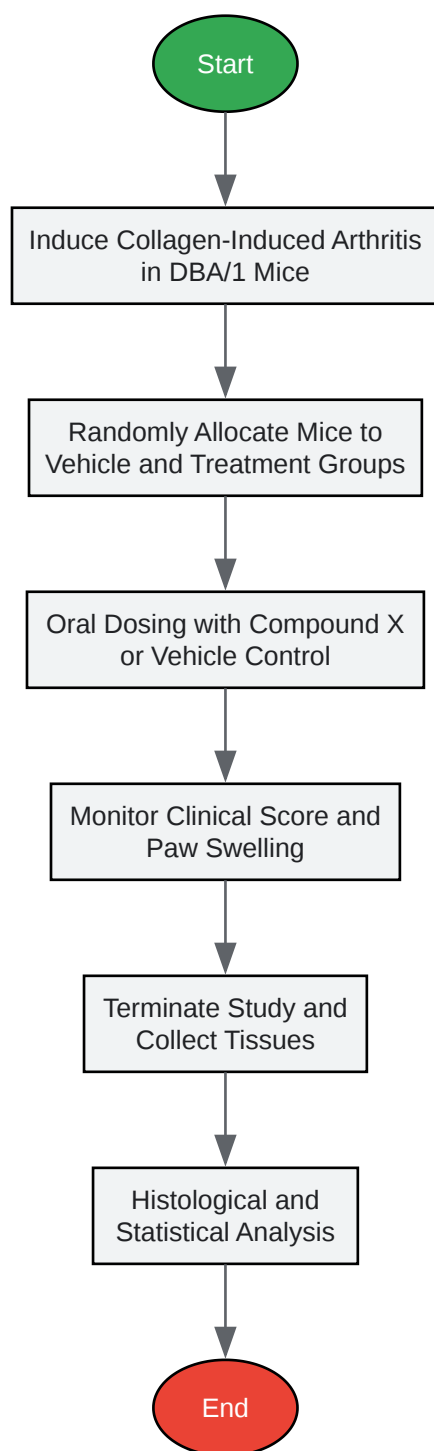 Start
Induce Collagen-Induced Arthritis
in DBA/1 Mice
Randomly Allocate Mice to
Vehicle and Treatment Groups
Oral Dosing with Compound X
or Vehicle Control
Monitor Clinical Score and
Paw Swelling
Terminate Study and
Collect Tissues
Histological and
Statistical Analysis
End